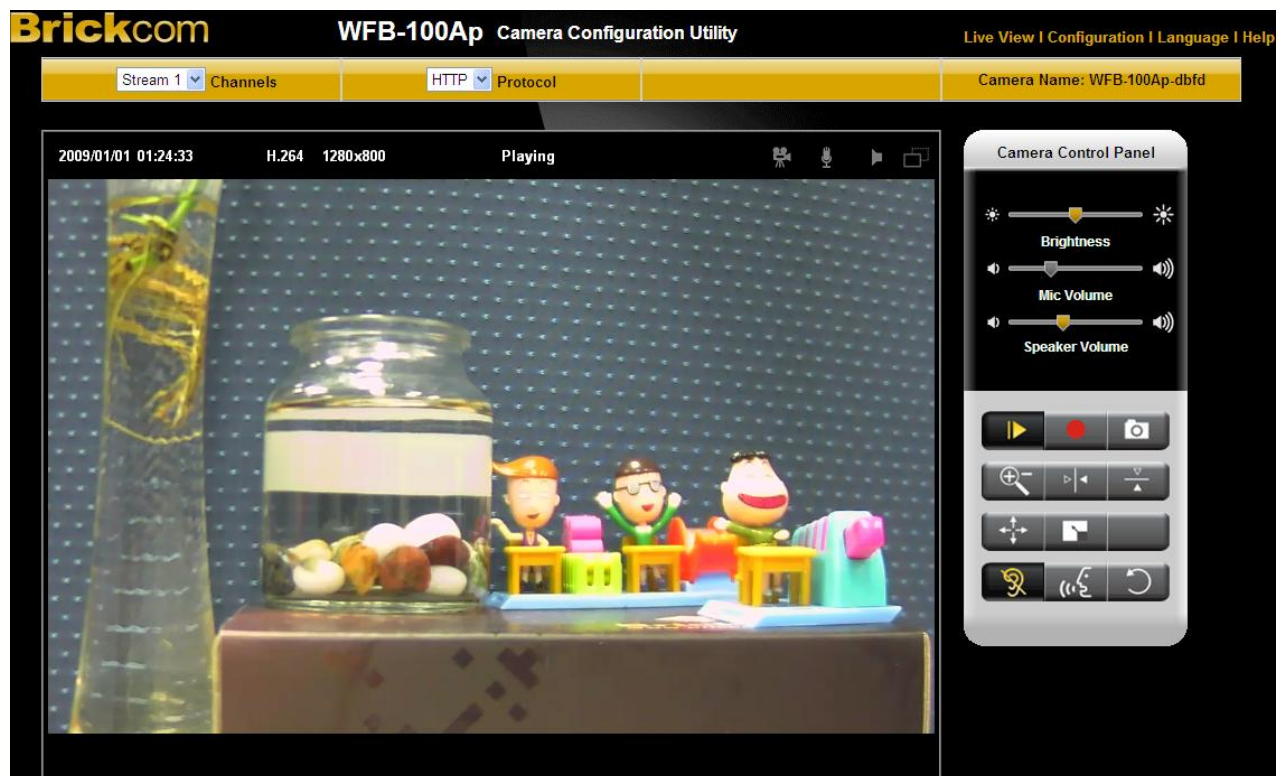 Brickcom
WFB-100Ap Camera Configuration Utility
Live View I Configuration I Language I Help
Stream 1 Channels
HTTP Protocol
Camera Name: WFB-100Ap-dbfd
2009/01/01 01:24:33 H.264 1280x800 Playing
Camera Control Panel
Brightness
Mic Volume
Speaker Volume